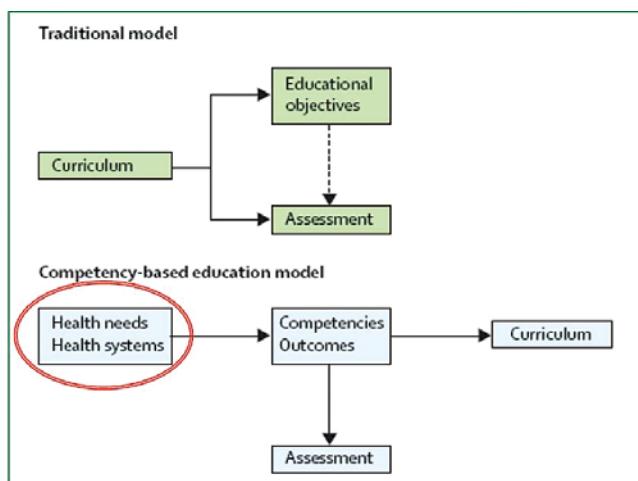 Traditional model
Educational
objectives
Curriculum
Assessment
Competency-based education model
Health needs
Health systems
Competencies
Outcomes
Curriculum
Assessment